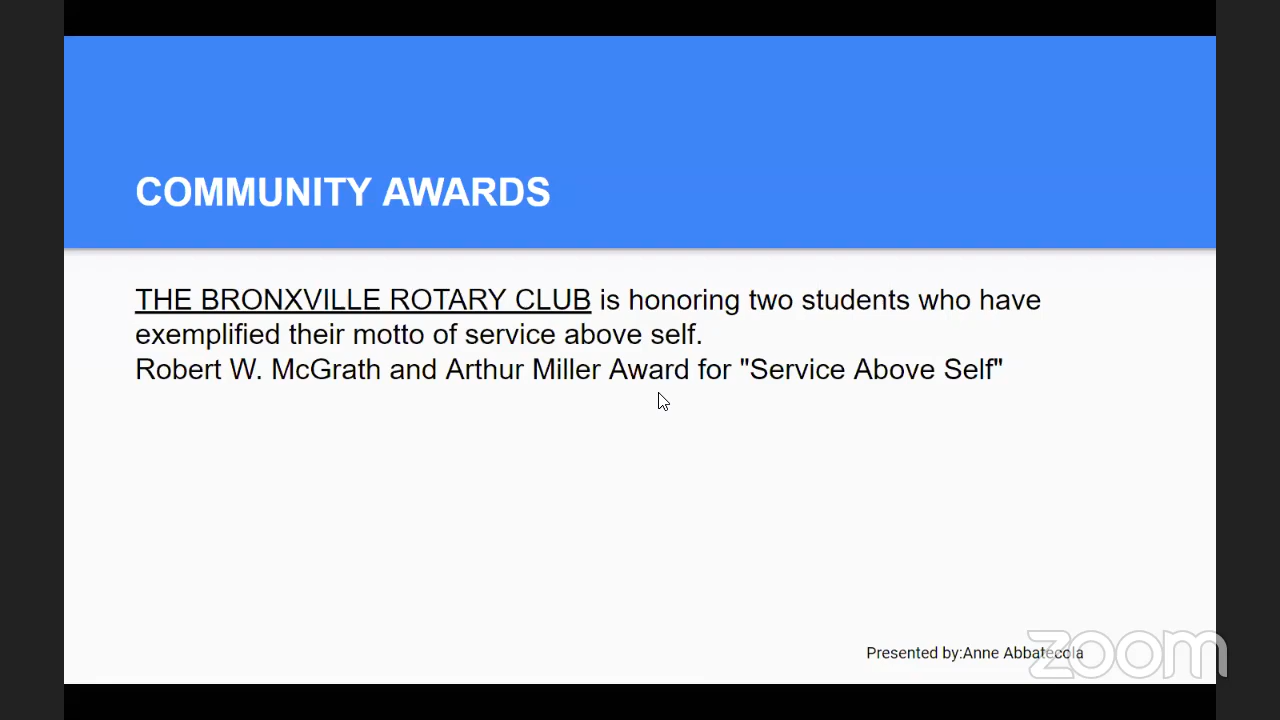 COMMUNITY AWARDS
THE BRONXVILLE ROTARY CLUB is honoring two students who have
exemplified their motto of service above self.
Robert W. McGrath and Arthur Miller Award for "Service Above Self"
Presented by:Anne Abbatecola
zoom